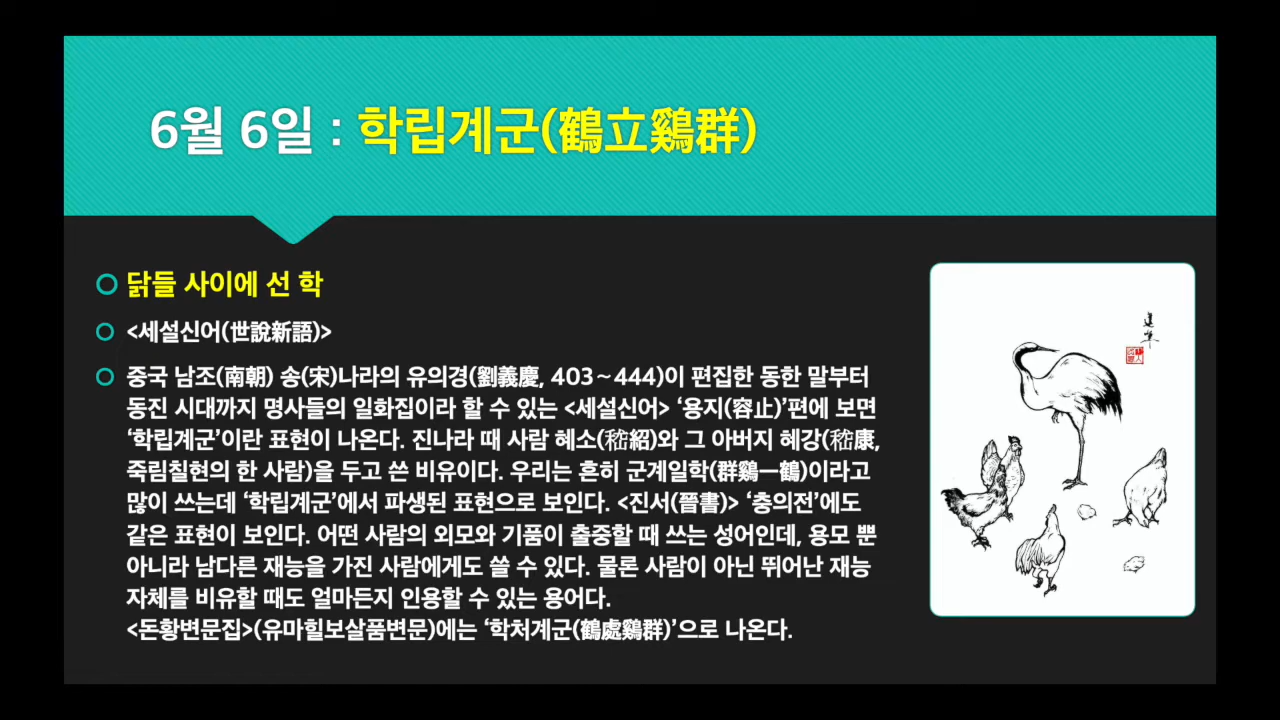 6월 6일 : 학립계군(鶴立鷄群)
닭들 사이에 선 학
<세설신어(世說新語)>
중국 남조(南朝) 송(宋)나라의 유의경(劉義慶, 403~444)이 편집한 동한 말부터
동진 시대까지 명사들의 일화집이라 할 수 있는 <세설신어> ‘용지(容止)’편에 보면
‘학립계군’이란 표현이 나온다. 진나라 때 사람 혜소(嵇紹)와 그 아버지 혜강(嵇康,
죽림칠현의 한 사람)을 두고 쓴 비유이다. 우리는 흔히 군계일학(群鷄一鶴)이라고
많이 쓰는데 ‘학립계군’에서 파생된 표현으로 보인다. <진서(晉書)> ‘충의전’에도
같은 표현이 보인다. 어떤 사람의 외모와 기품이 출중할 때 쓰는 성어인데, 용모 뿐
아니라 남다른 재능을 가진 사람에게도 쓸 수 있다. 물론 사람이 아닌 뛰어난 재능
자체를 비유할 때도 얼마든지 인용할 수 있는 용어다.
<돈황변문집>(유마힐보살품변문)에는 ‘학처계군(鶴處鷄群)’으로 나온다.